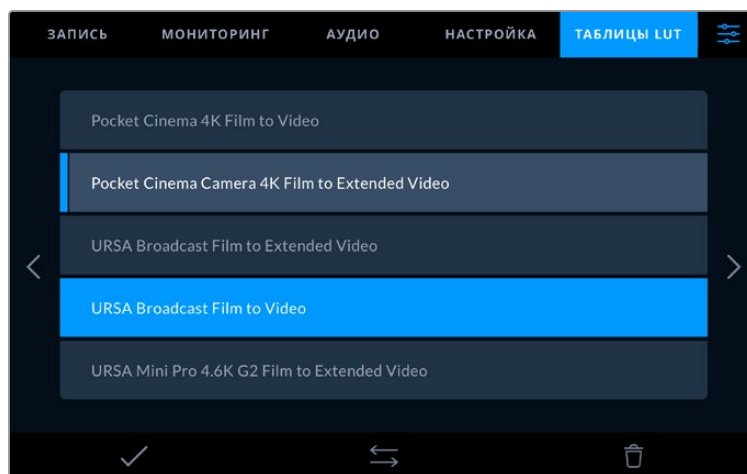 ЗАПИСЬ МОНИТОРИНГ АУДИО НАСТРОЙКА ТАБЛИЦЫ LUT
Pocket Cinema 4K Film to Video
Pocket Cinema Camera 4K Film to Extended Video
URSA Broadcast Film to Extended Video
URSA Broadcast Film to Video
URSA Mini Pro 4.6K G2 Film to Extended Video